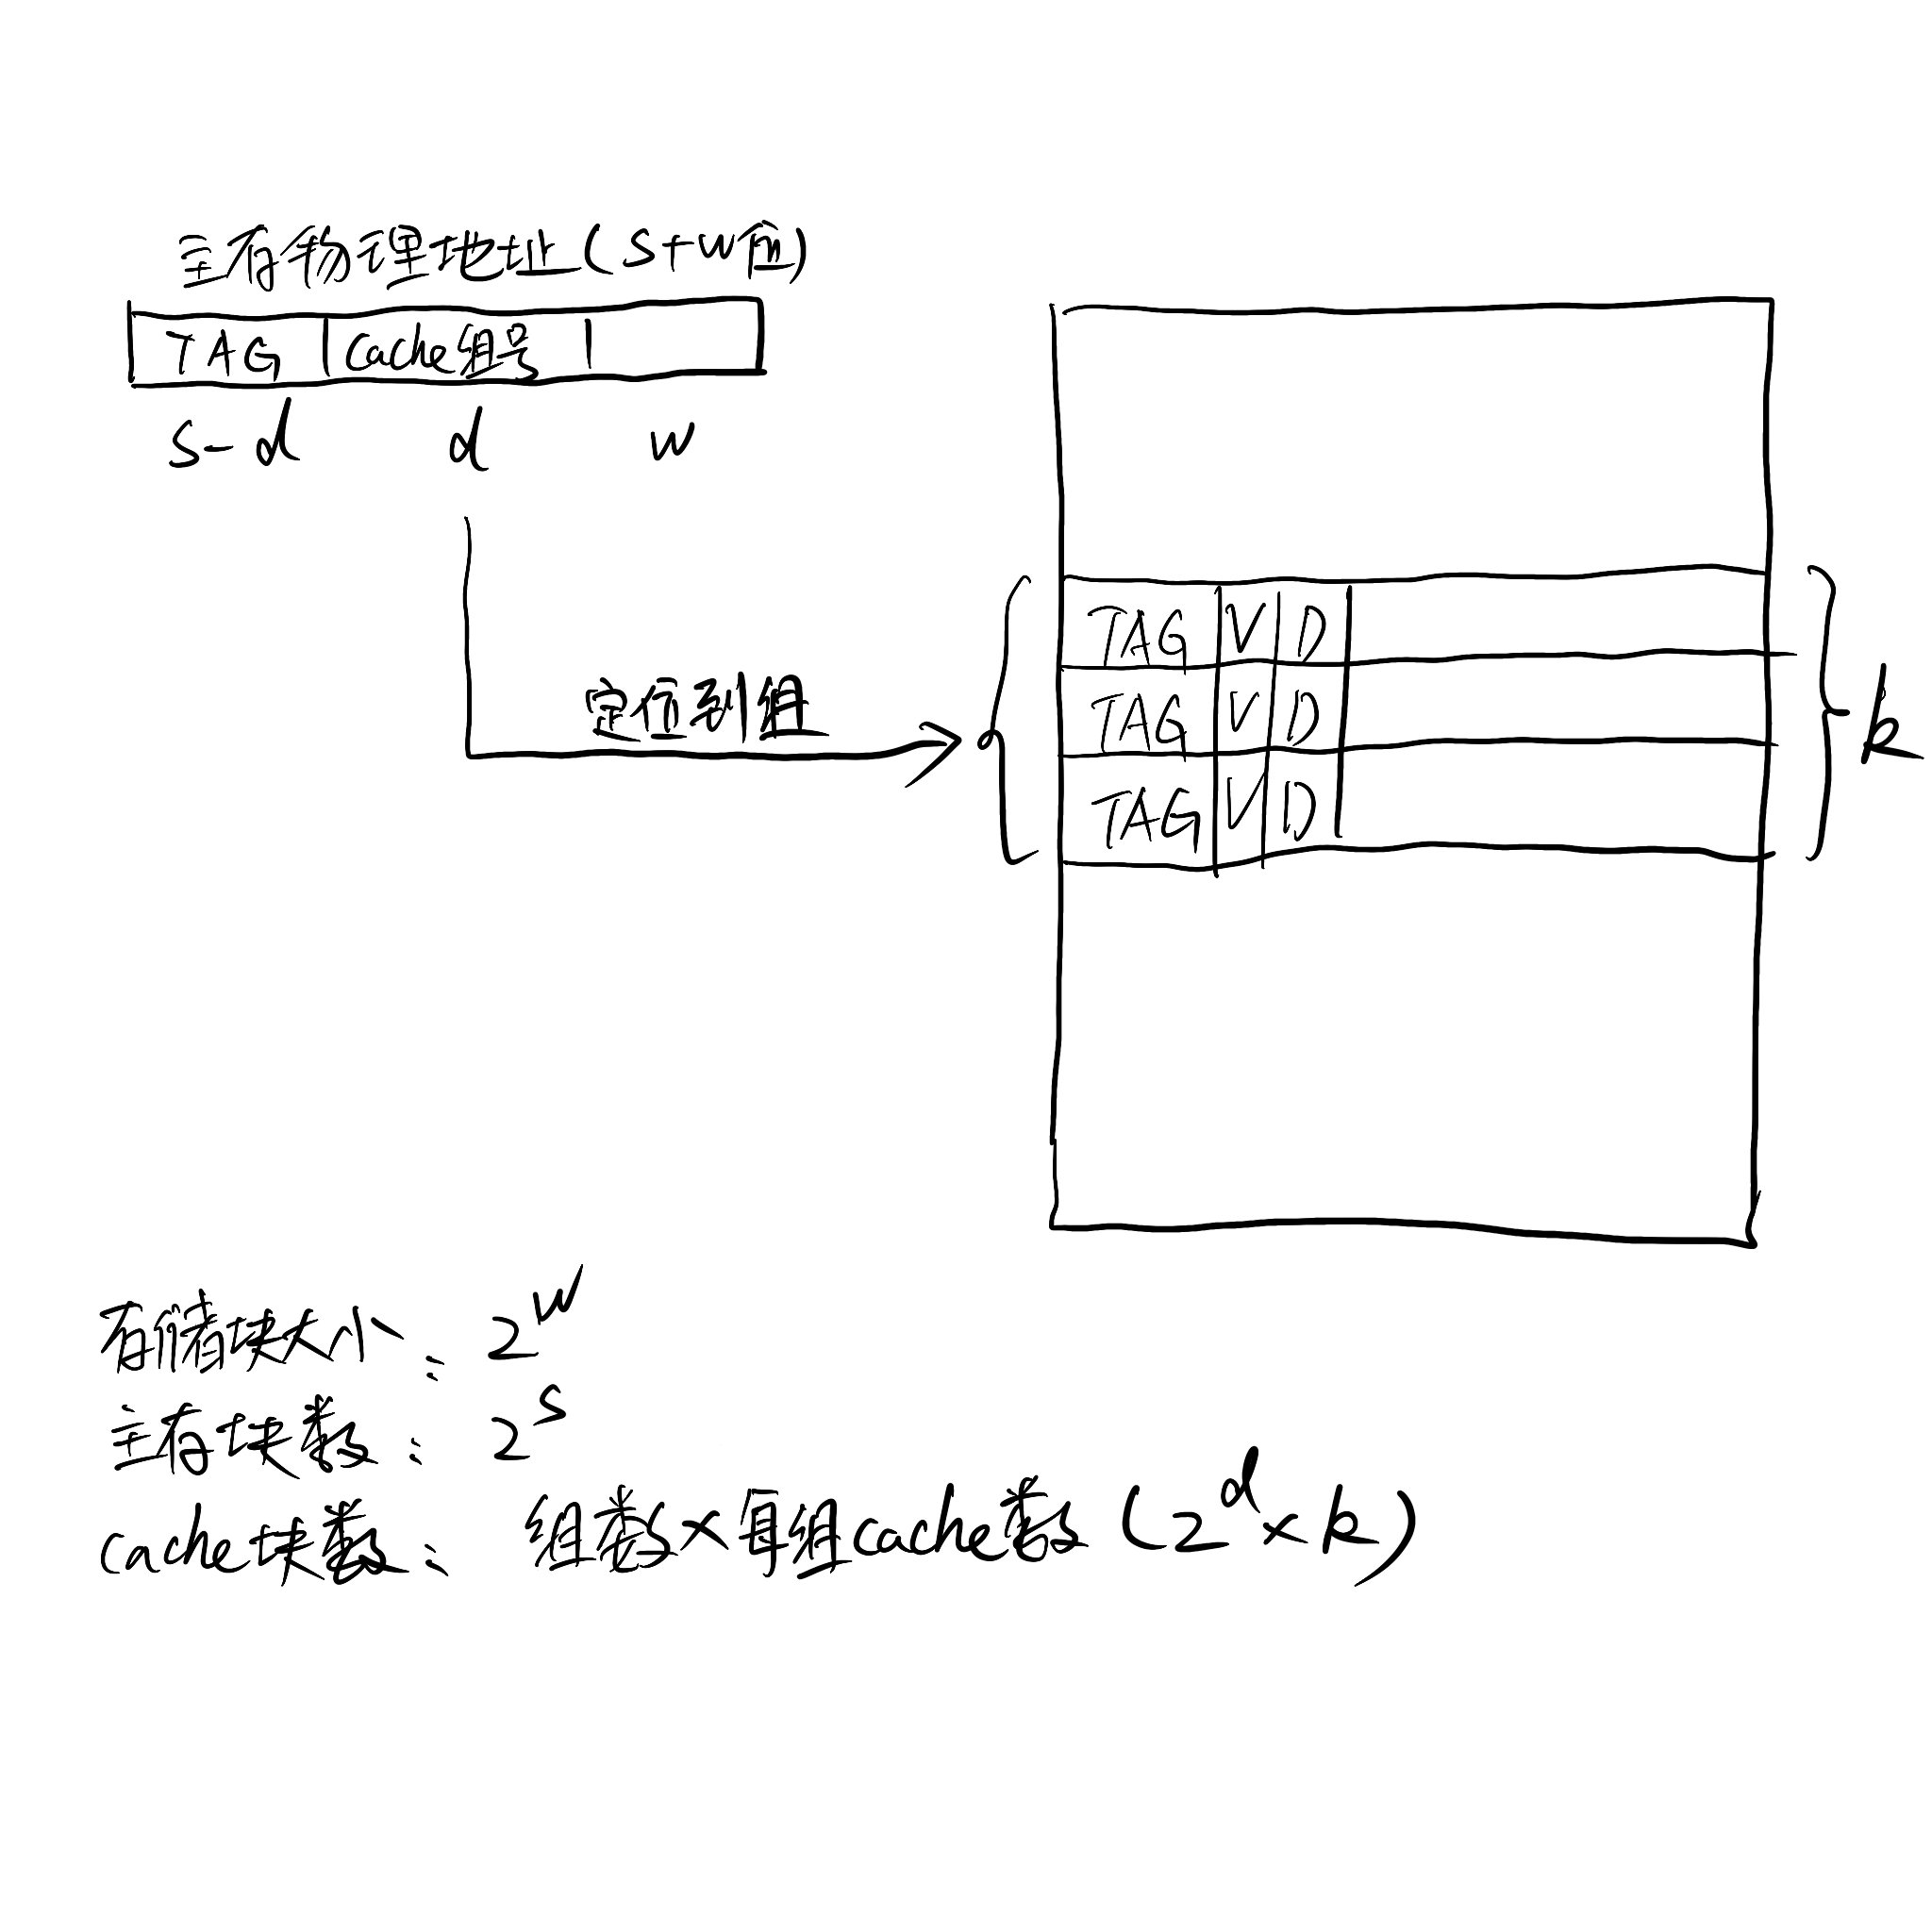 主存物理地址(S+W位)
TAG Cache组号
S-d d W
TAG V D
TAG V D
定位到组
k
TAG V D
存储块大小: 2^W
主存块数: 2^S
Cache块数: 组数×每组Cache数 (2^d×k)